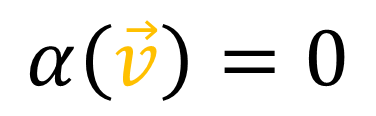 𝛼(𝑣⃗) = 0